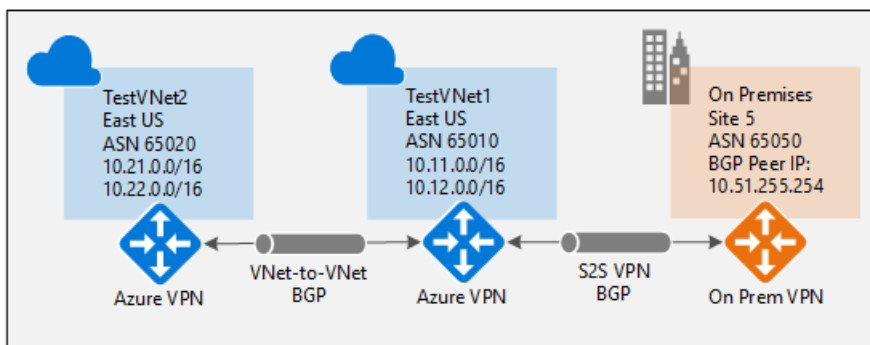 TestVNet2
East US
ASN 65020
10.21.0.0/16
10.22.0.0/16
TestVNet1
East US
ASN 65010
10.11.0.0/16
10.12.0.0/16
On Premises
Site 5
ASN 65050
BGP Peer IP:
10.51.255.254
VNet-to-VNet
BGP
S2S VPN
BGP
Azure VPN
Azure VPN
On Prem VPN